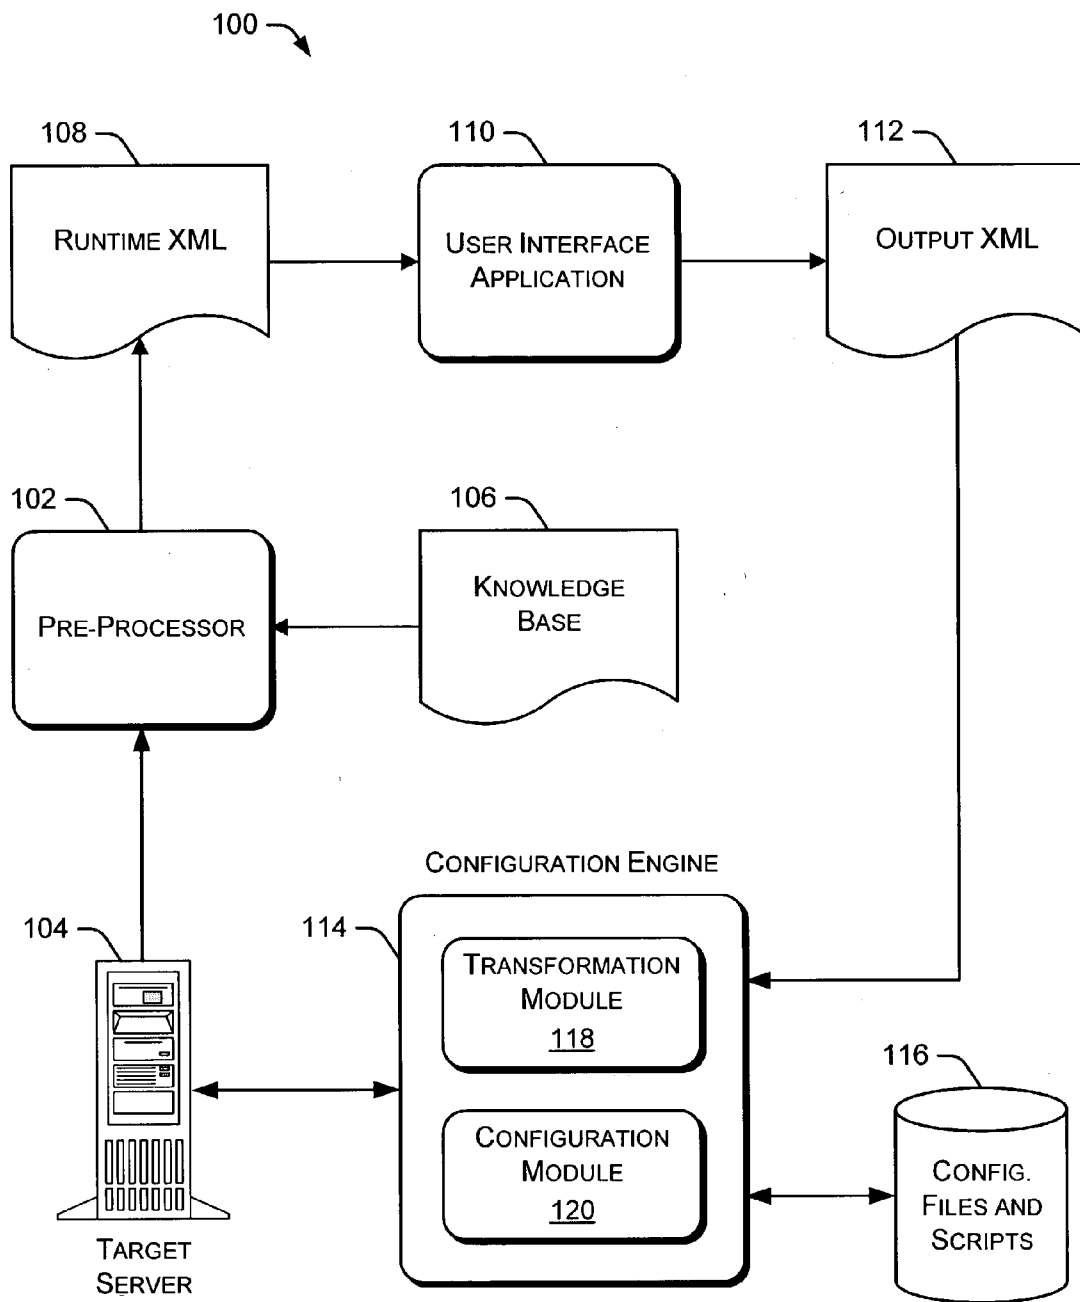 100
108
110
112
RUNTIME XML
USER INTERFACE
APPLICATION
OUTPUT XML
102
106
PRE-PROCESSOR
KNOWLEDGE
BASE
CONFIGURATION ENGINE
104
114
TRANSFORMATION
MODULE
118
116
CONFIGURATION
MODULE
120
CONFIG.
FILES AND
SCRIPTS
TARGET
SERVER